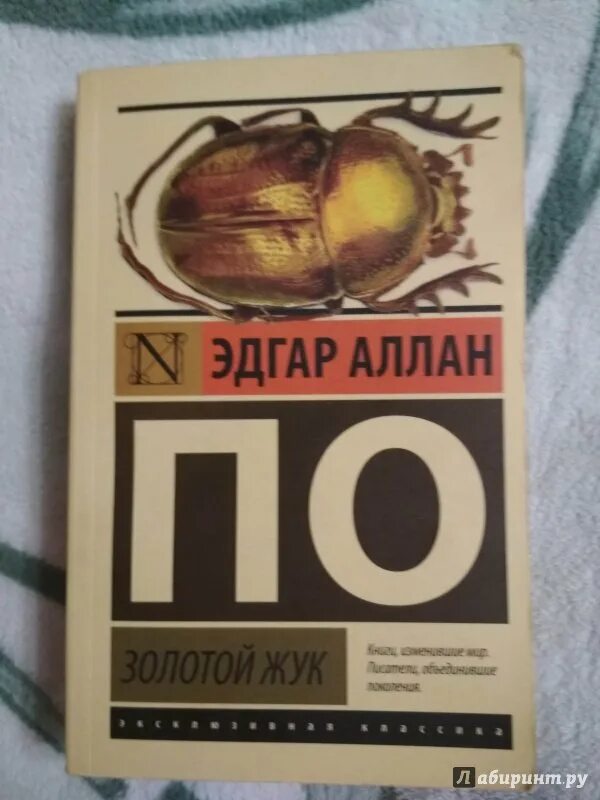 N
ЭДГАР АЛЛАН
ПО
ЗОЛОТОЙ ЖУК
Книги, изменившие мир.
Писатели, объединившие
поколения.
ЭКСКЛЮЗИВНАЯ КЛАССИКА
Лабиринт.ру